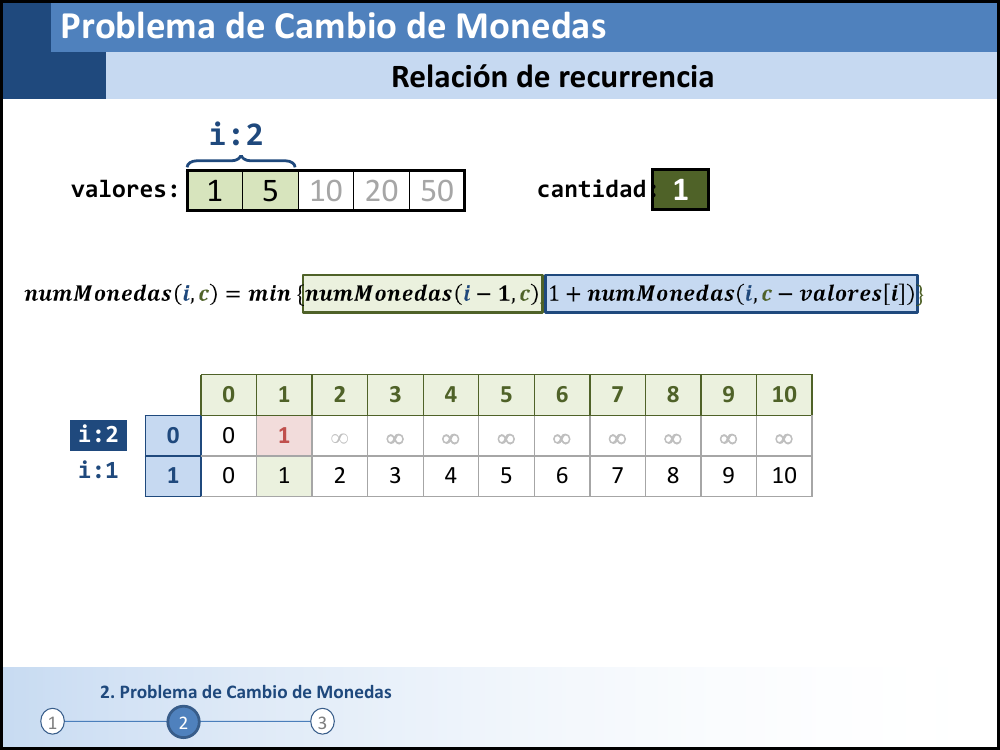 Problema de Cambio de Monedas
Relación de recurrencia
i:2
valores: 1 5 10 20 50 cantidad: 1
numMonedas(i,c) = min {numMonedas(i − 1,c), 1 + numMonedas(i,c − valores[i])}
0 1 2 3 4 5 6 7 8 9 10
i:2 0 0 1 ∞ ∞ ∞ ∞ ∞ ∞ ∞ ∞ ∞
i:1 1 0 1 2 3 4 5 6 7 8 9 10
2. Problema de Cambio de Monedas
1 2 3